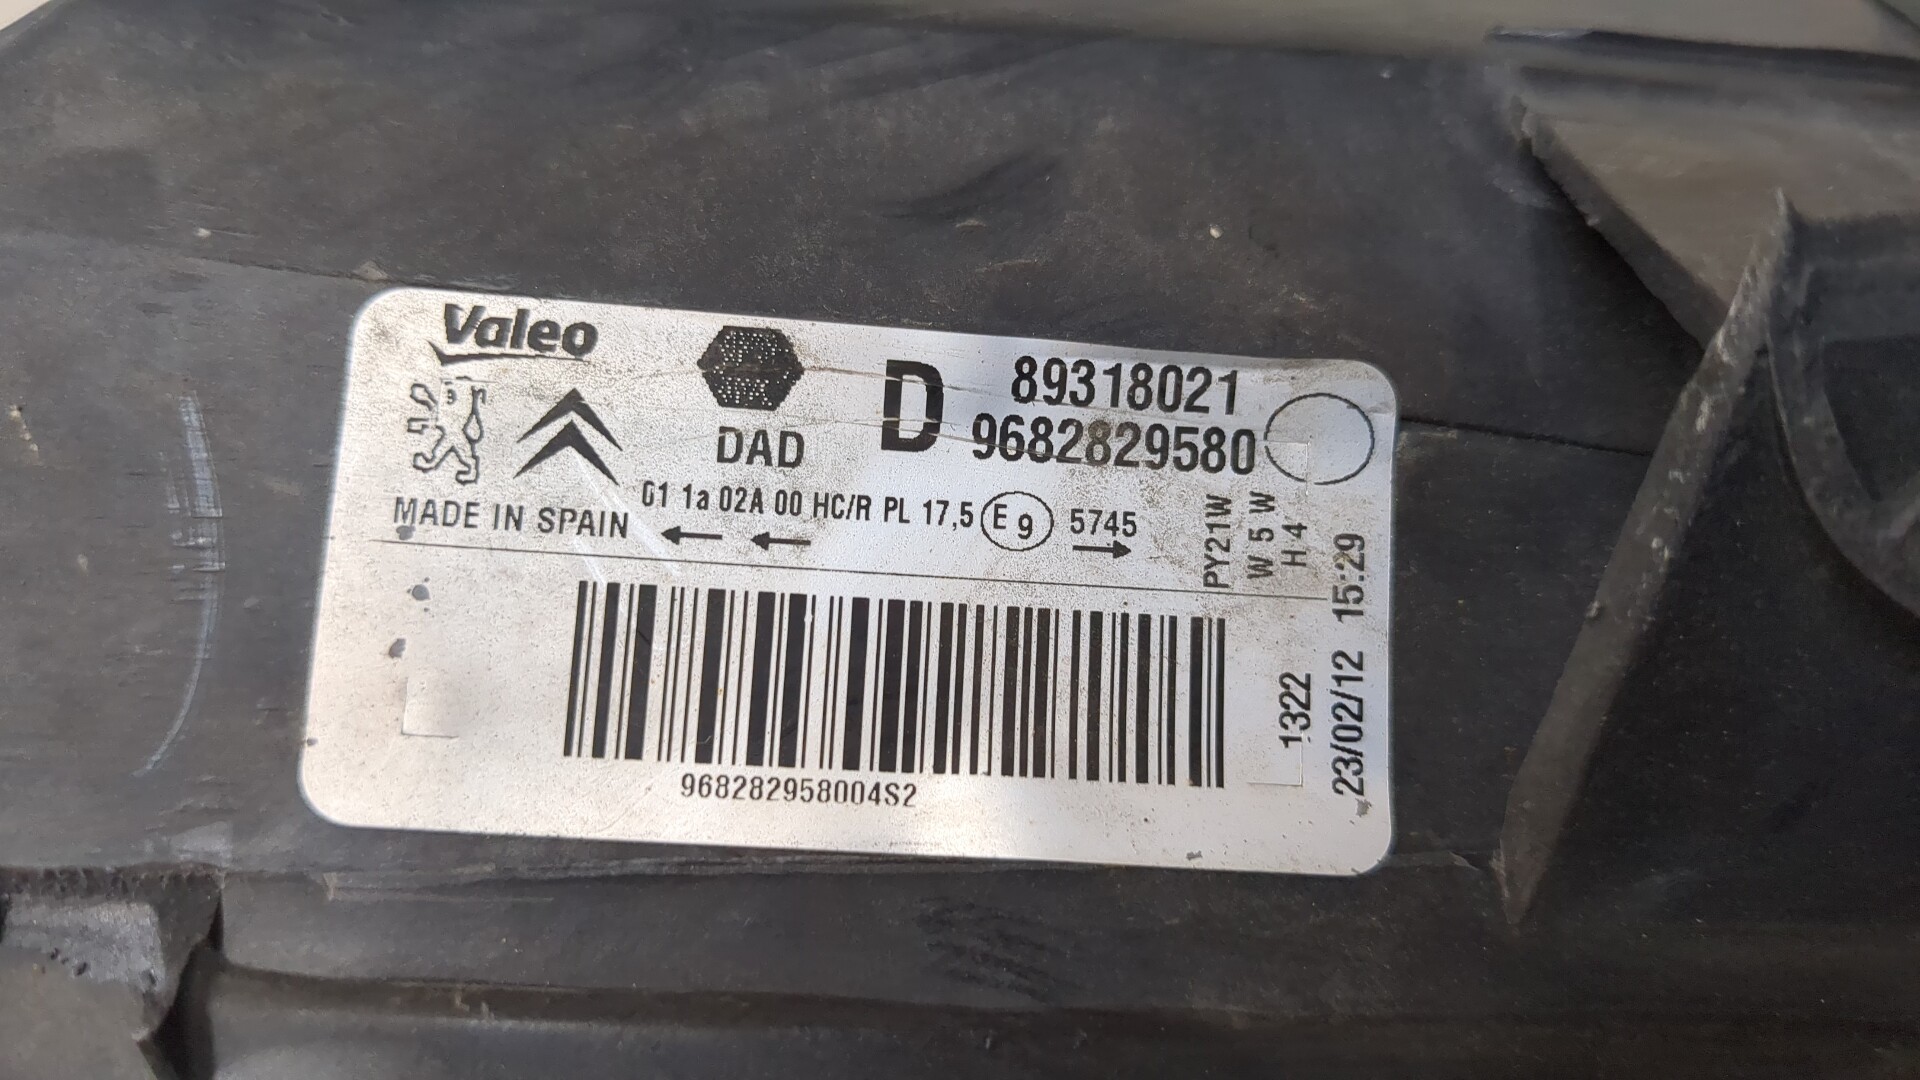 Valeo
DAD
D
89318021
9682829580
01 1a 02A 00 HC/R PL 17,5 E 9 5745
MADE IN SPAIN
PY21W
W 5 W
H 4
968282958004S2
1322
23/02/12 15:29